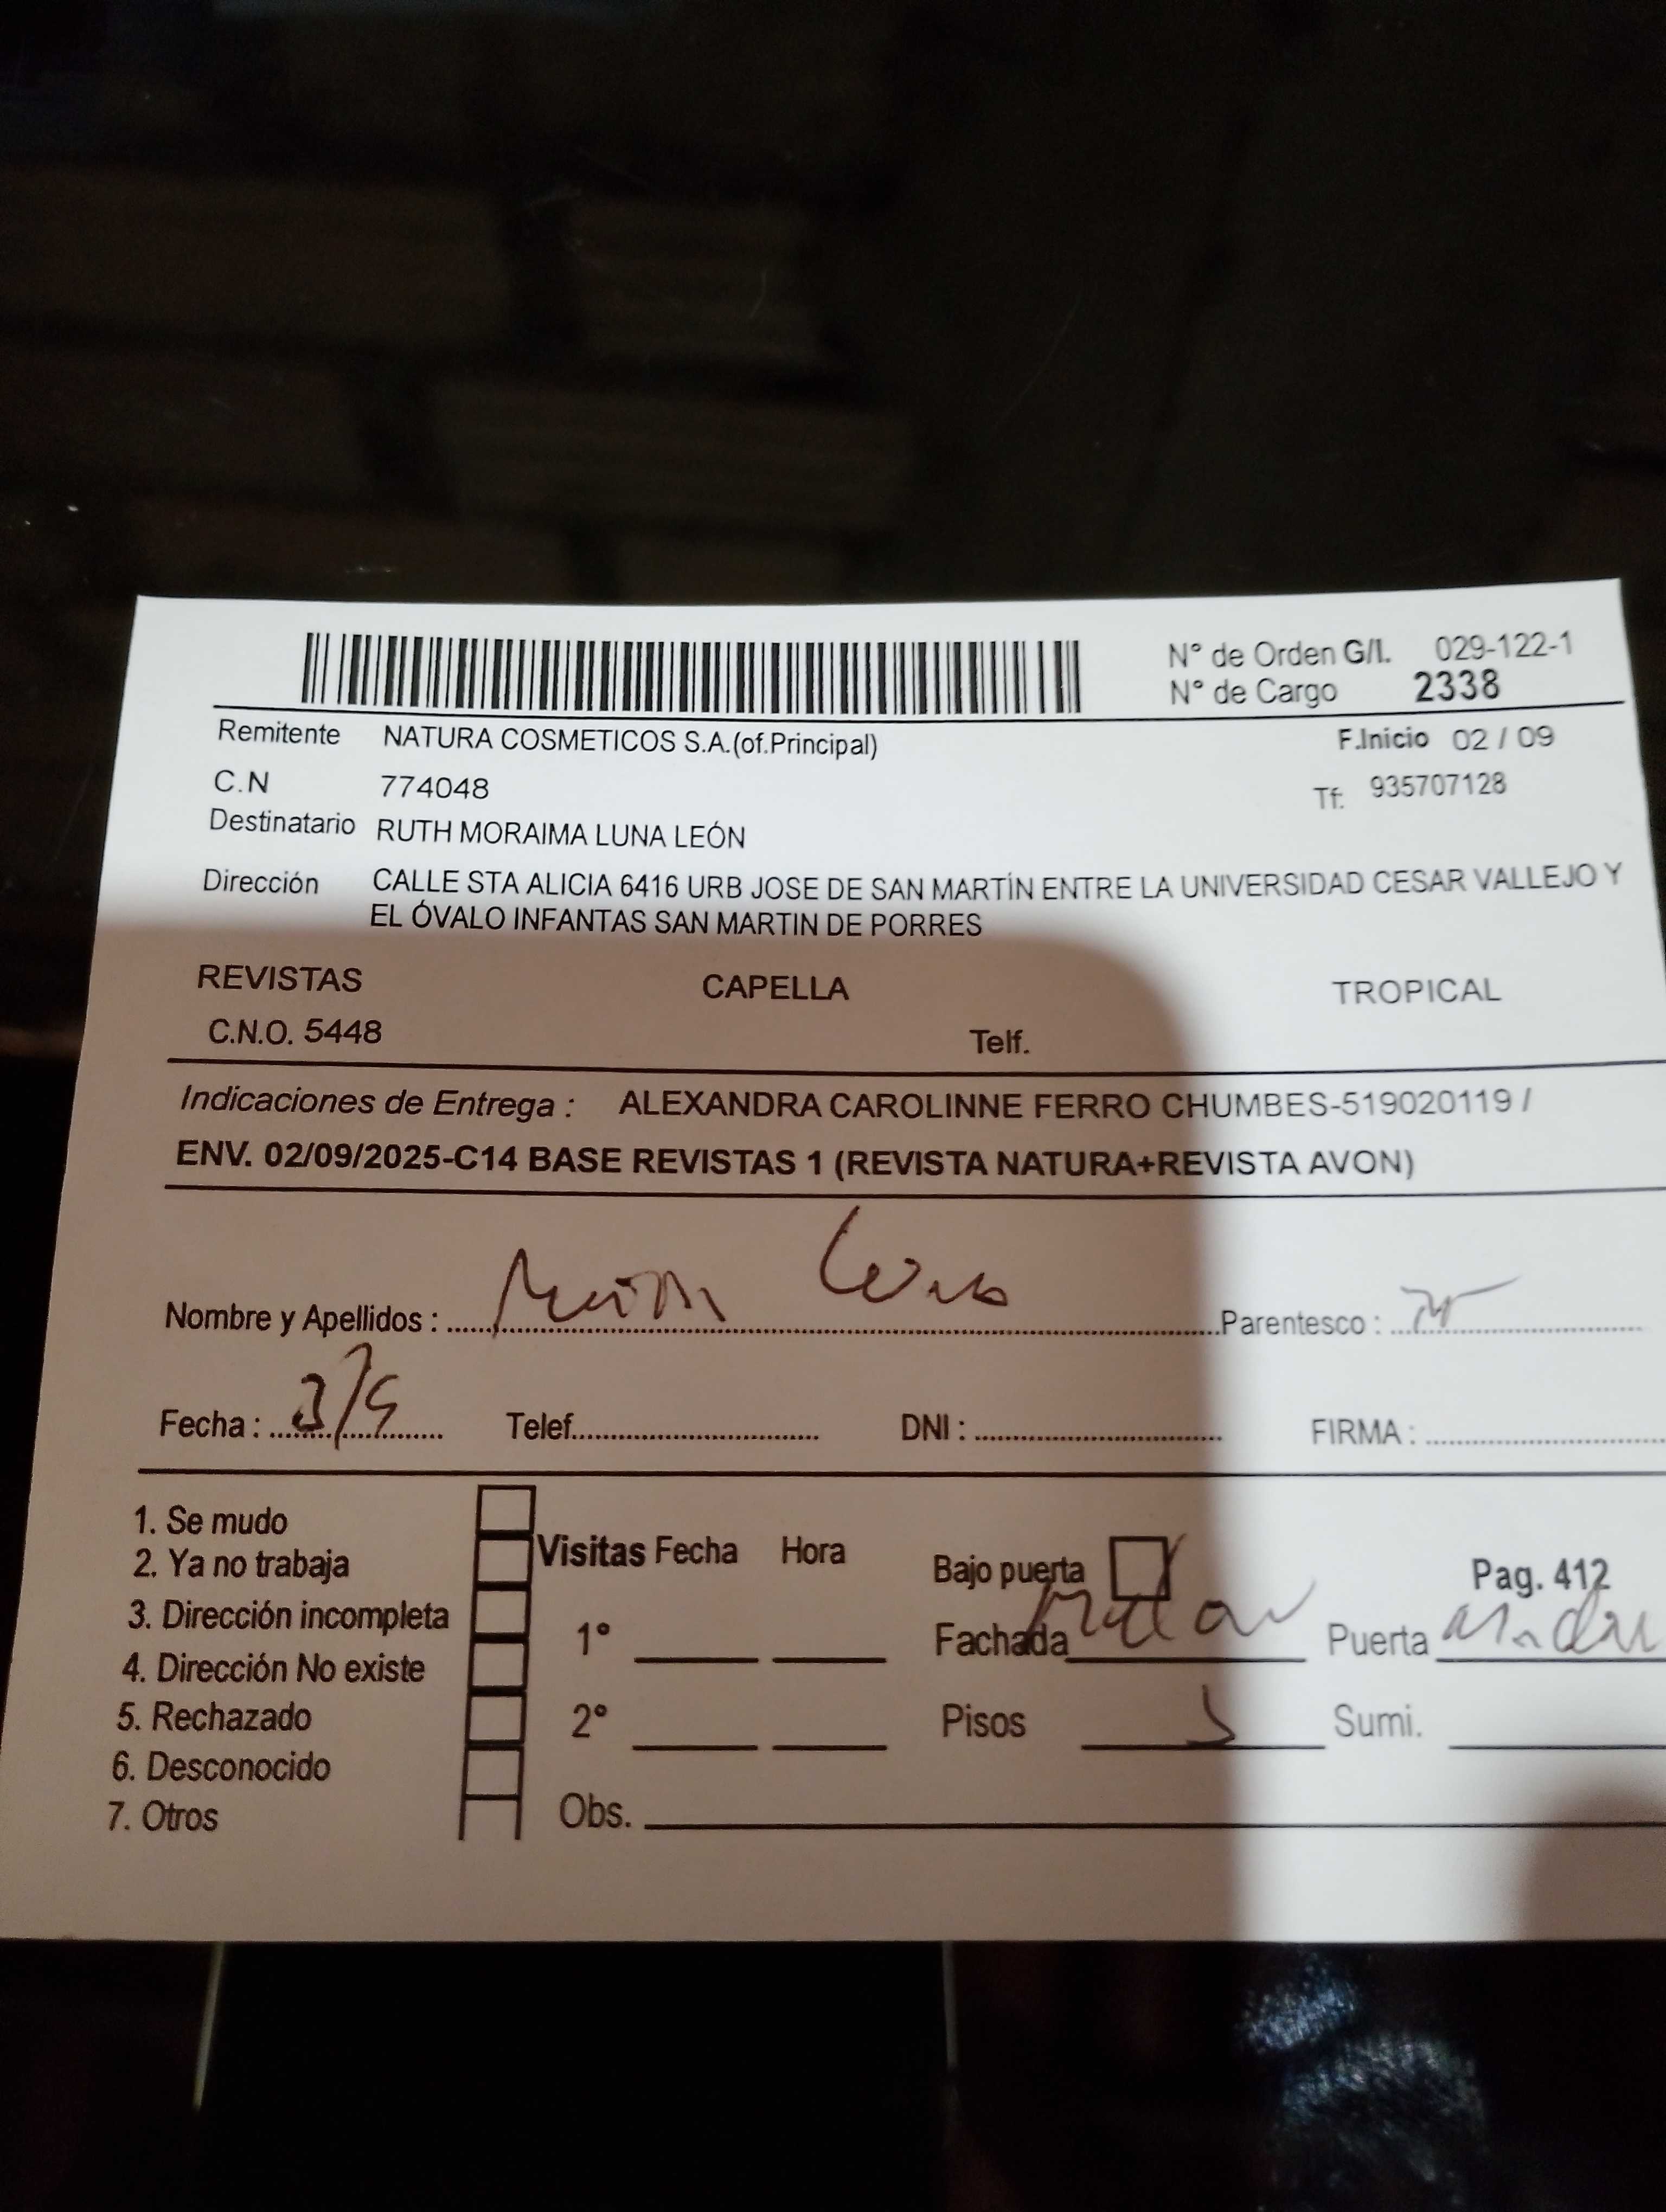 N° de Orden G/I. 029-122-1
N° de Cargo 2338
Remitente NATURA COSMETICOS S.A.(of.Principal) F.Inicio 02 / 09
C.N 774048 Tf: 935707128
Destinatario RUTH MORAIMA LUNA LEÓN
Dirección CALLE STA ALICIA 6416 URB JOSE DE SAN MARTÍN ENTRE LA UNIVERSIDAD CESAR VALLEJO Y
EL ÓVALO INFANTAS SAN MARTIN DE PORRES
REVISTAS CAPELLA TROPICAL
C.N.O. 5448 Telf.
Indicaciones de Entrega : ALEXANDRA CAROLINNE FERRO CHUMBES-519020119 /
ENV. 02/09/2025-C14 BASE REVISTAS 1 (REVISTA NATURA+REVISTA AVON)
Nombre y Apellidos : Luna Parentesco :
Fecha : 3/9 Telef. DNI : FIRMA :
1. Se mudo
2. Ya no trabaja Visitas Fecha Hora Bajo puerta Pag. 412
3. Dirección incompleta 1° Fachada Puerta
4. Dirección No existe
5. Rechazado 2° Pisos Sumi.
6. Desconocido
7. Otros Obs.